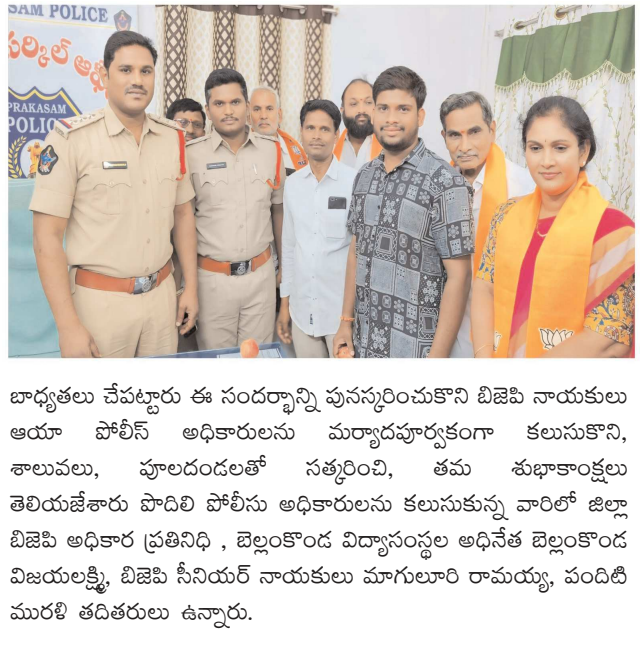 SAM POLICE
సర్కిల్ ఆఫీ
PRAKASAM
POLIC
బాధ్యతలు చేపట్టారు ఈ సందర్భాన్ని పునస్కరించుకొని బిజెపి నాయకులు
ఆయా పోలీస్ అధికారులను మర్యాదపూర్వకంగా కలుసుకొని,
శాలువలు, పూలదండలతో సత్కరించి, తమ శుభాకాంక్షలు
తెలియజేశారు పొదిలి పోలీసు అధికారులను కలుసుకున్న వారిలో జిల్లా
బిజెపి అధికార ప్రతినిధి , బెల్లంకొండ విద్యాసంస్థల అధినేత బెల్లంకొండ
విజయలక్ష్మి, బిజెపి సీనియర్ నాయకులు మాగులూరి రామయ్య, పందిటి
మురళి తదితరులు ఉన్నారు.